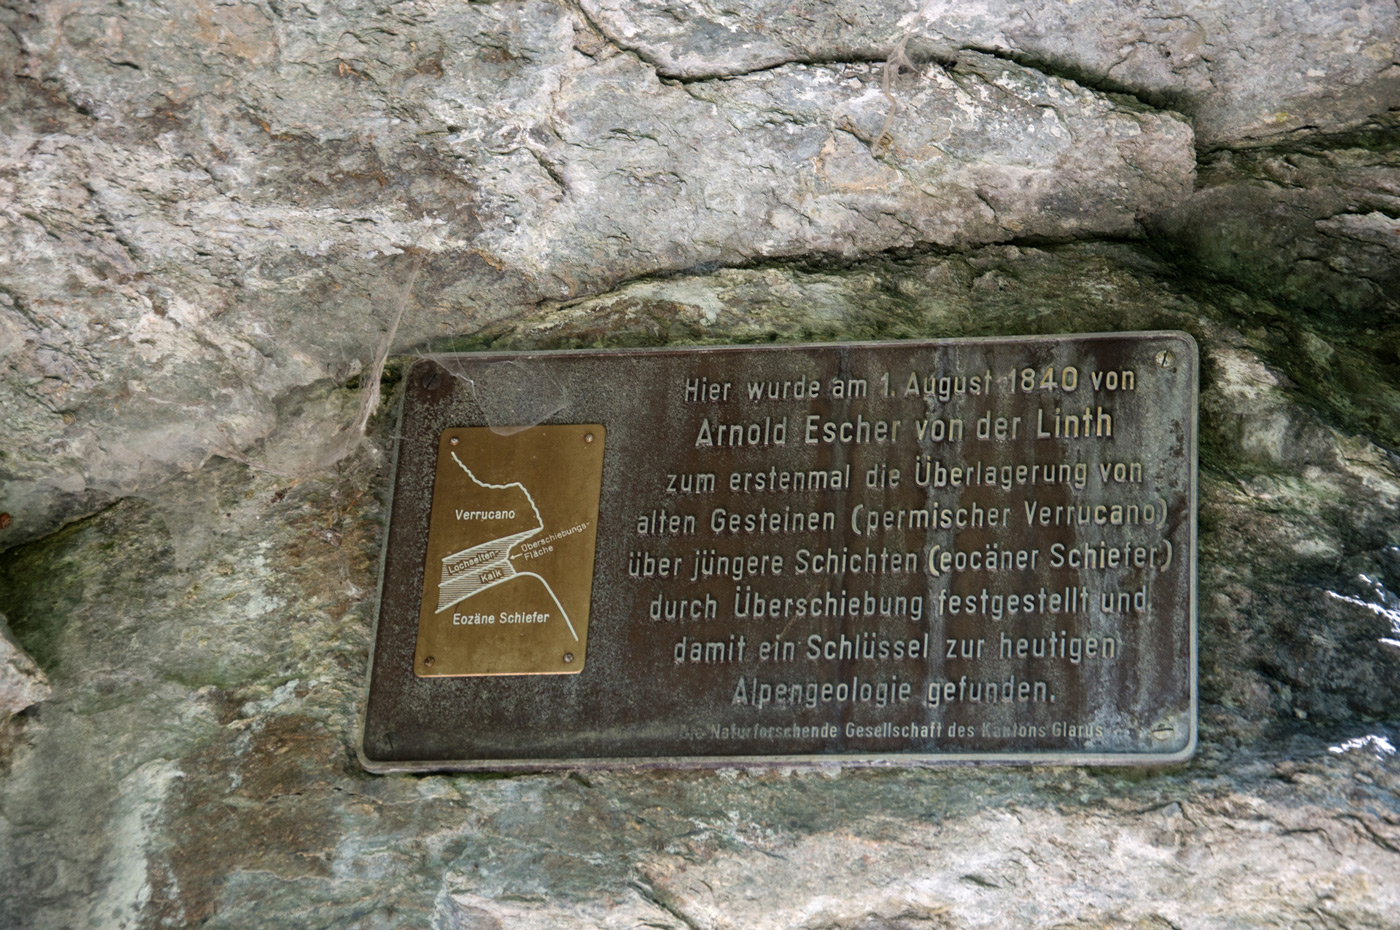 Hier wurde am 1. August 1840 von
Arnold Escher von der Linth
zum erstenmal die Überlagerung von
alten Gesteinen (permischer Verrucano)
über jüngere Schichten (eocäner Schiefer)
durch Überschiebung festgestellt und
damit ein Schlüssel zur heutigen
Alpengeologie gefunden.
Die Naturforschende Gesellschaft des Kantons Glarus
Verrucano
Überschiebungs-
Fläche
Lochseiten-
Kalk
Eozäne Schiefer